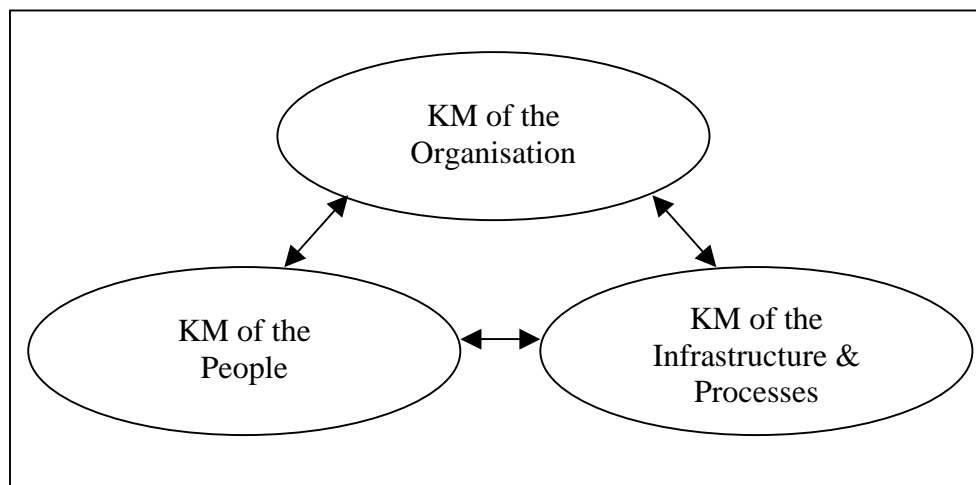 KM of the
Organisation
KM of the
People
KM of the
Infrastructure &
Processes